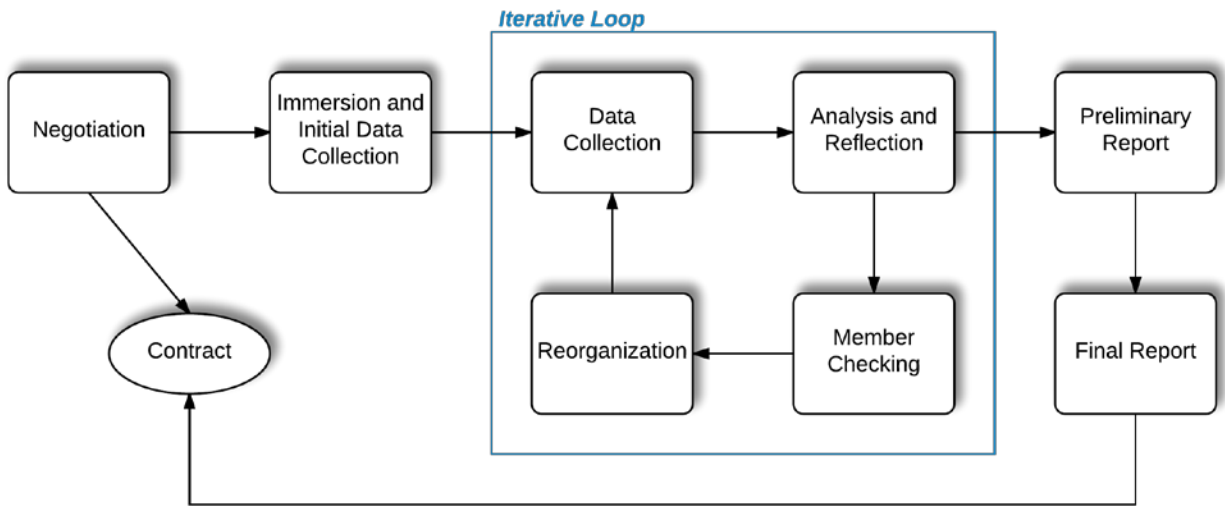 Iterative Loop
Negotiation
Immersion and
Initial Data
Collection
Data
Collection
Analysis and
Reflection
Preliminary
Report
Contract
Reorganization
Member
Checking
Final Report